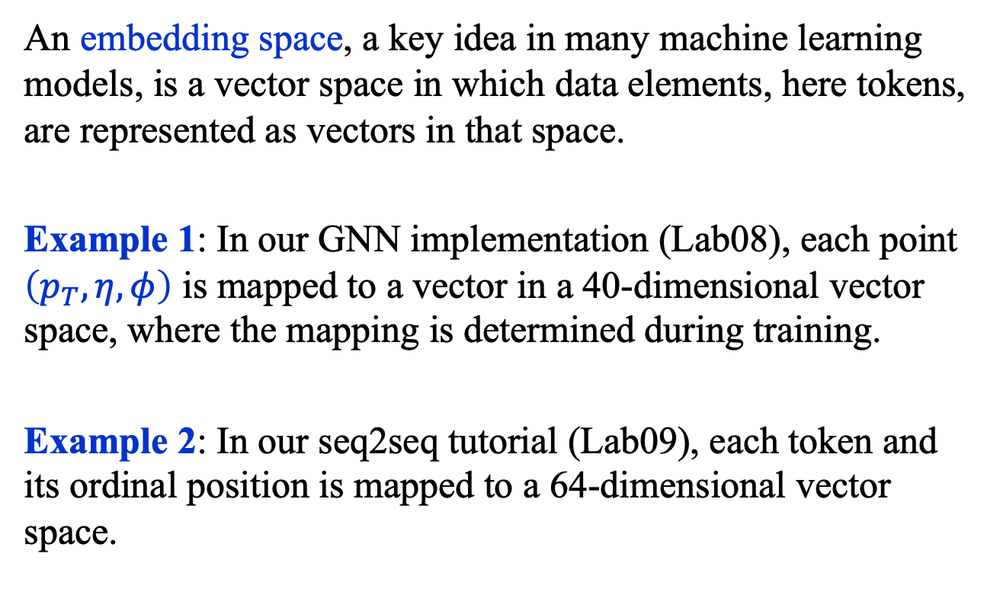 An embedding space, a key idea in many machine learning
models, is a vector space in which data elements, here tokens,
are represented as vectors in that space.
Example 1: In our GNN implementation (Lab08), each point
(p_T, η, ϕ) is mapped to a vector in a 40-dimensional vector
space, where the mapping is determined during training.
Example 2: In our seq2seq tutorial (Lab09), each token and
its ordinal position is mapped to a 64-dimensional vector
space.